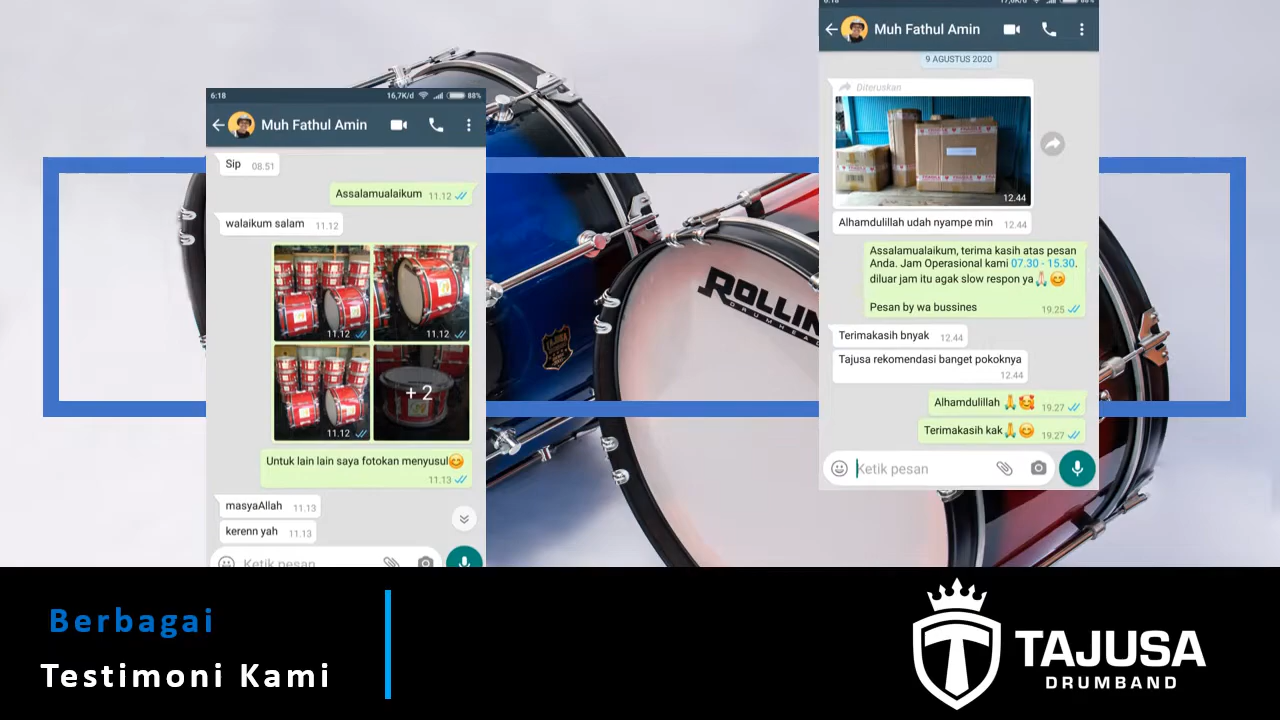 6:18
16,7K/d
88%
Muh Fathul Amin
Sip 08.51
Assalamualaikum 11.12
walaikum salam 11.12
11.12
11.12
11.12
+ 2
Untuk lain lain saya fotokan menyusul😊
11.13
masyaAllah 11.13
kerenn yah 11.13
Ketik pesan
TAJUSA
ROLLIN
Muh Fathul Amin
9 AGUSTUS 2020
Diteruskan
12.44
Alhamdulillah udah nyampe min 12.44
Assalamualaikum, terima kasih atas pesan
Anda. Jam Operasional kami 07.30 - 15.30.
diluar jam itu agak slow respon ya🙏😊
Pesan by wa bussines 19.25
Terimakasih bnyak 12.44
Tajusa rekomendasi banget pokoknya
12.44
Alhamdulillah 🙏🥰 19.27
Terimakasih kak🙏😊 19.27
Ketik pesan
Berbagai
Testimoni Kami
TAJUSA
DRUMBAND